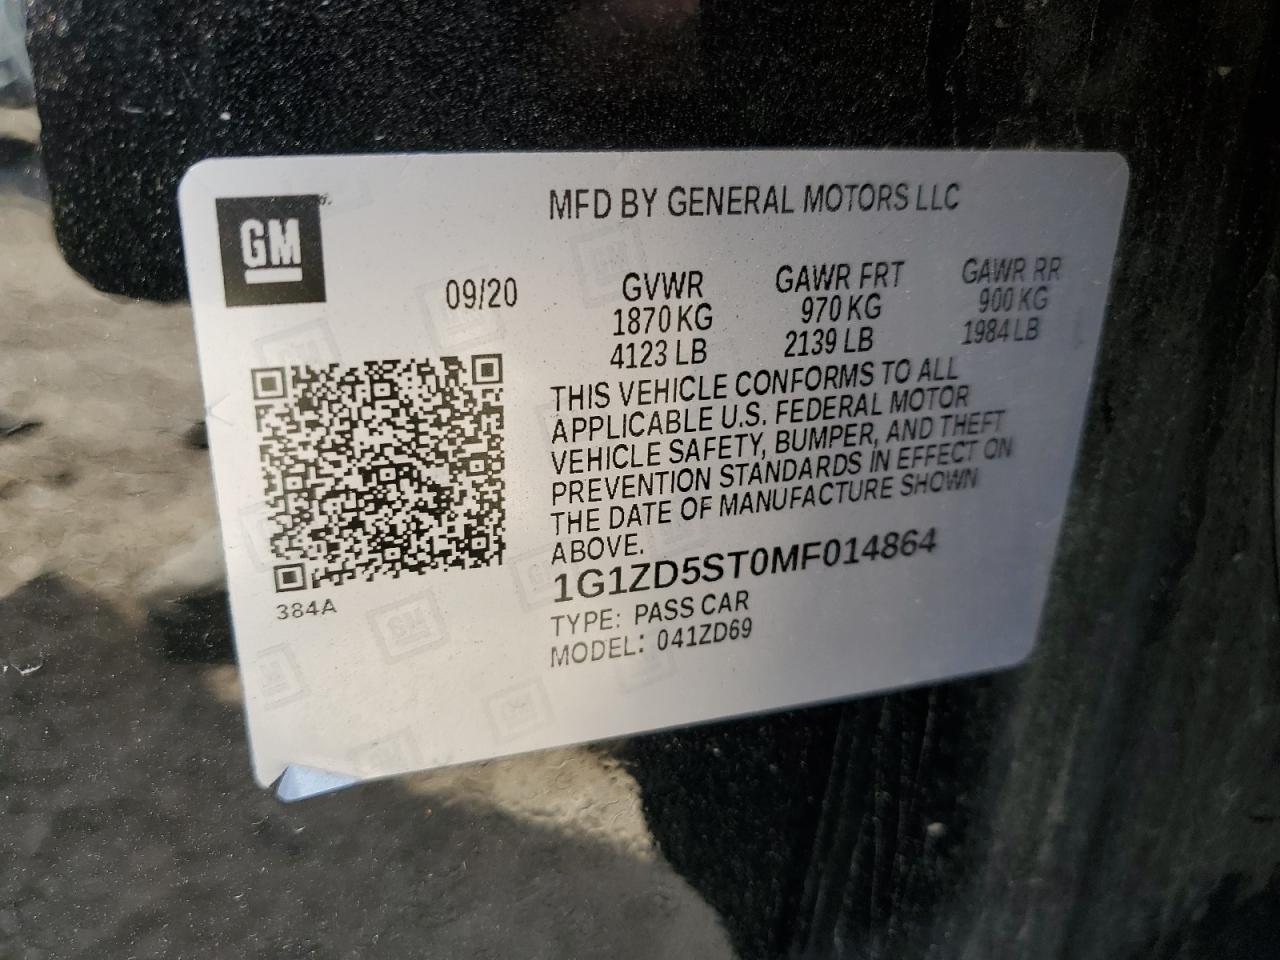 GM
MFD BY GENERAL MOTORS LLC
09/20
GVWR GAWR FRT GAWR RR
1870 KG 970 KG 900 KG
4123 LB 2139 LB 1984 LB
THIS VEHICLE CONFORMS TO ALL
APPLICABLE U.S. FEDERAL MOTOR
VEHICLE SAFETY, BUMPER, AND THEFT
PREVENTION STANDARDS IN EFFECT ON
THE DATE OF MANUFACTURE SHOWN
ABOVE.
1G1ZD5ST0MF014864
TYPE: PASS CAR
MODEL: 041ZD69
384A